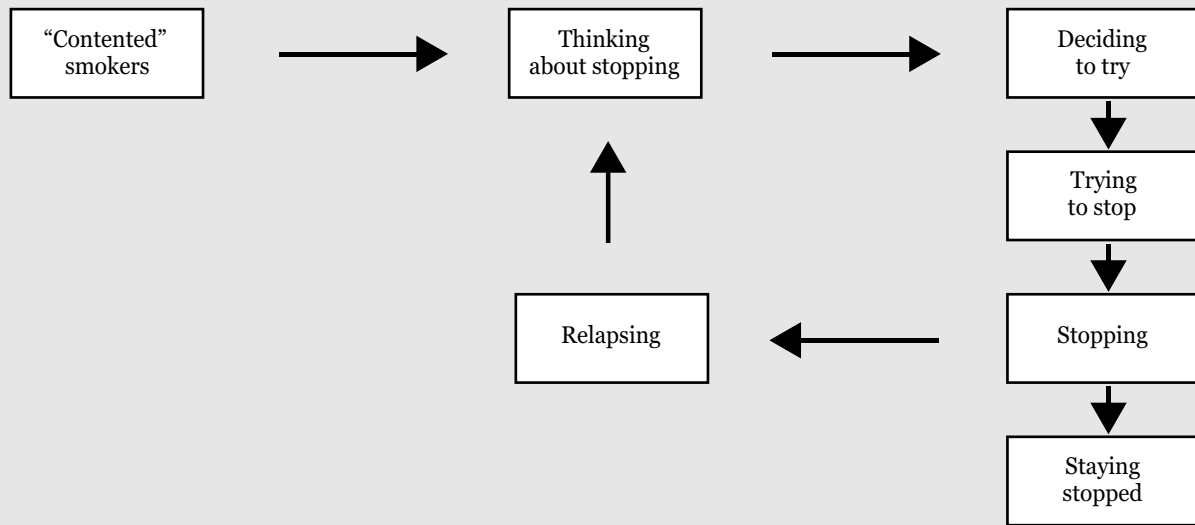 “Contented”
smokers
Thinking
about stopping
Deciding
to try
Trying
to stop
Relapsing
Stopping
Staying
stopped